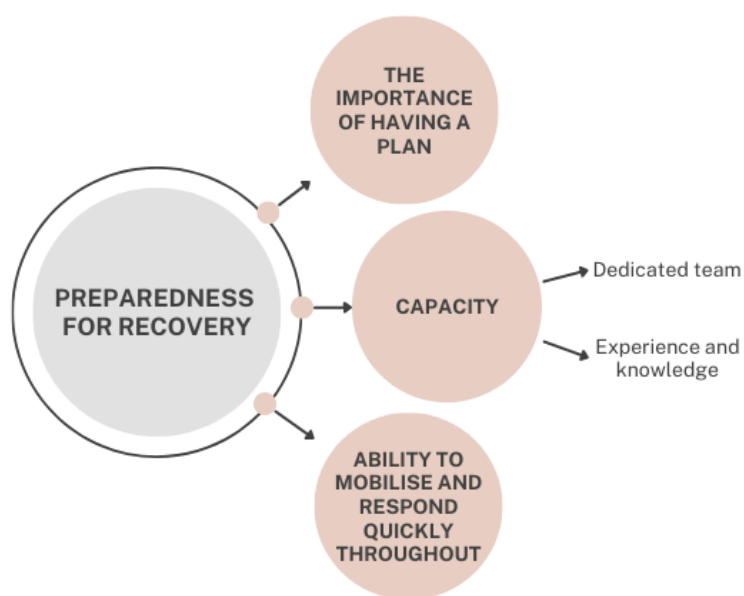 THE
IMPORTANCE
OF HAVING A
PLAN
PREPAREDNESS
FOR RECOVERY
CAPACITY
Dedicated team
Experience and
knowledge
ABILITY TO
MOBILISE AND
RESPOND
QUICKLY
THROUGHOUT